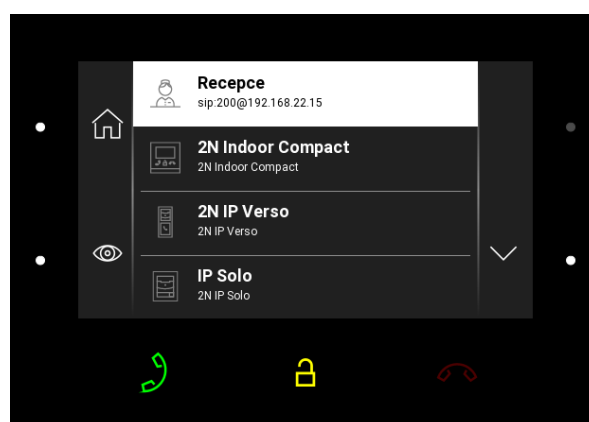 Recepce
sip:200@192.168.22.15
2N Indoor Compact
2N Indoor Compact
2N IP Verso
2N IP Verso
IP Solo
2N IP Solo